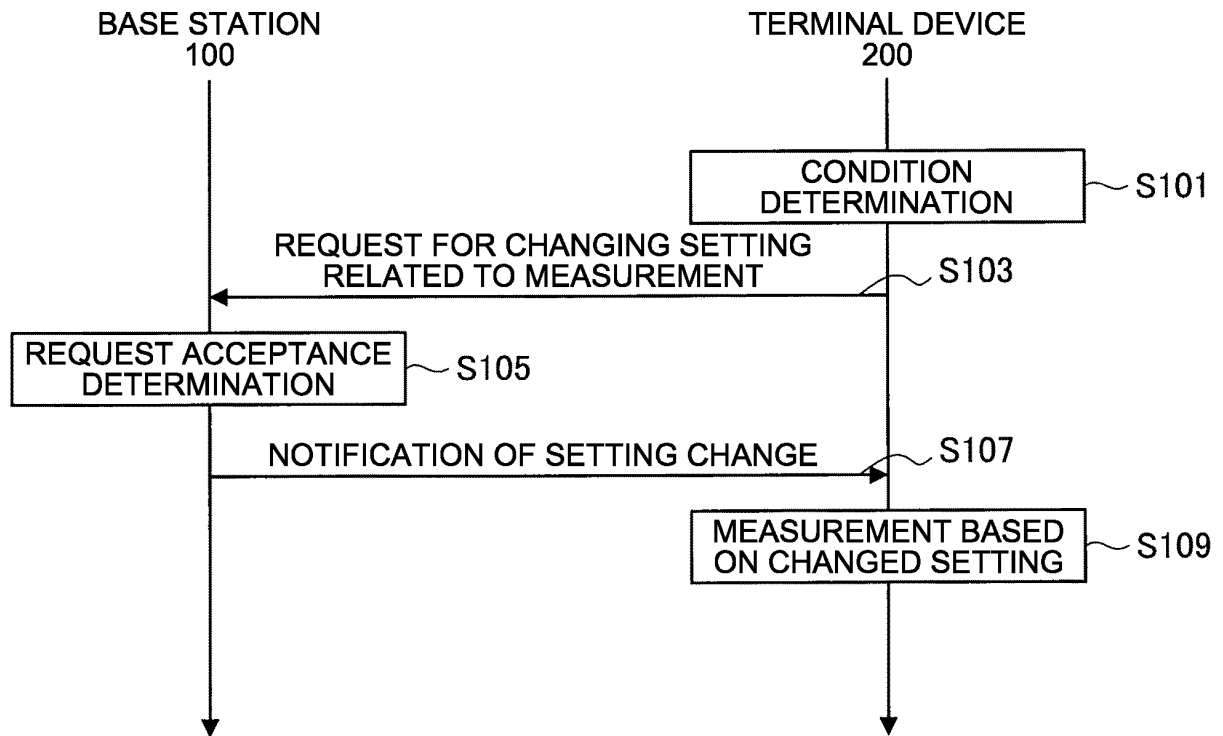 BASE STATION
100
TERMINAL DEVICE
200
CONDITION
DETERMINATION
S101
REQUEST FOR CHANGING SETTING
RELATED TO MEASUREMENT
S103
REQUEST ACCEPTANCE
DETERMINATION
S105
NOTIFICATION OF SETTING CHANGE
S107
MEASUREMENT BASED
ON CHANGED SETTING
S109